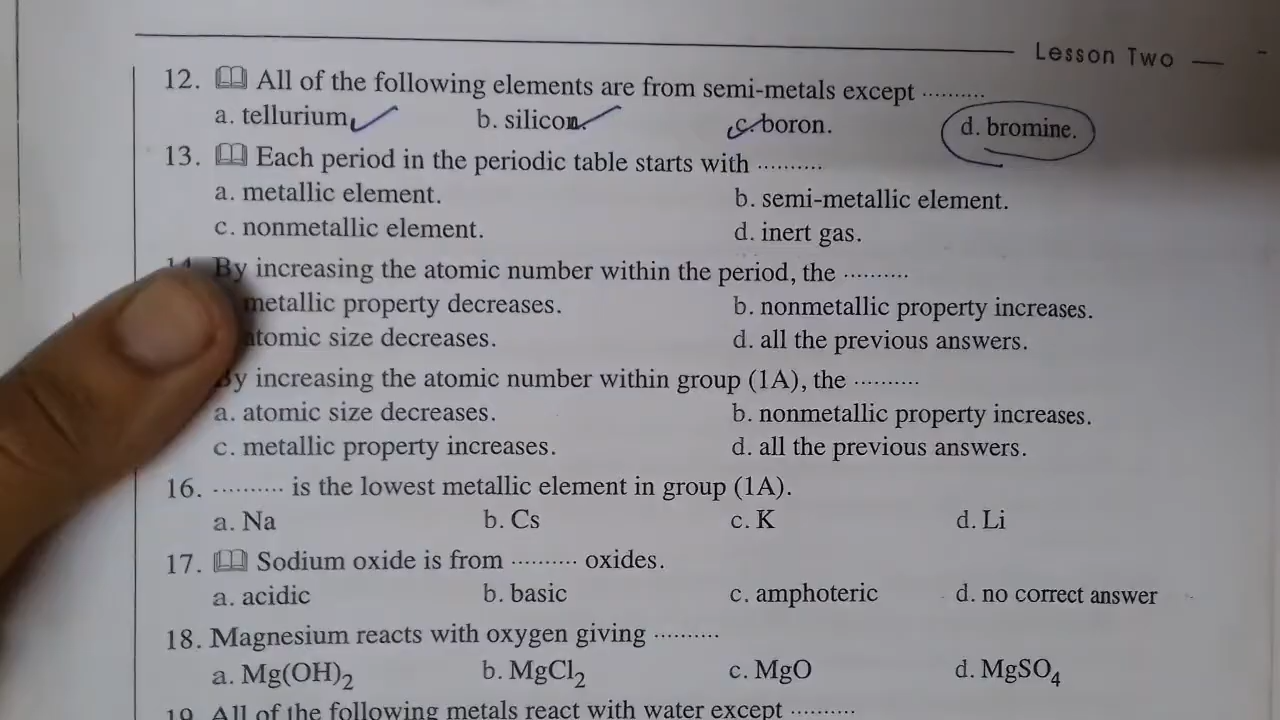 Lesson Two
12. All of the following elements are from semi-metals except ..........
a. tellurium. b. silicon. c. boron. d. bromine.
13. Each period in the periodic table starts with ..........
a. metallic element. b. semi-metallic element.
c. nonmetallic element. d. inert gas.
14. By increasing the atomic number within the period, the ..........
metallic property decreases. b. nonmetallic property increases.
atomic size decreases. d. all the previous answers.
By increasing the atomic number within group (1A), the ..........
a. atomic size decreases. b. nonmetallic property increases.
c. metallic property increases. d. all the previous answers.
16. .......... is the lowest metallic element in group (1A).
a. Na b. Cs c. K d. Li
17. Sodium oxide is from .......... oxides.
a. acidic b. basic c. amphoteric d. no correct answer
18. Magnesium reacts with oxygen giving ..........
a. Mg(OH)₂ b. MgCl₂ c. MgO d. MgSO₄
19. All of the following metals react with water except ..........